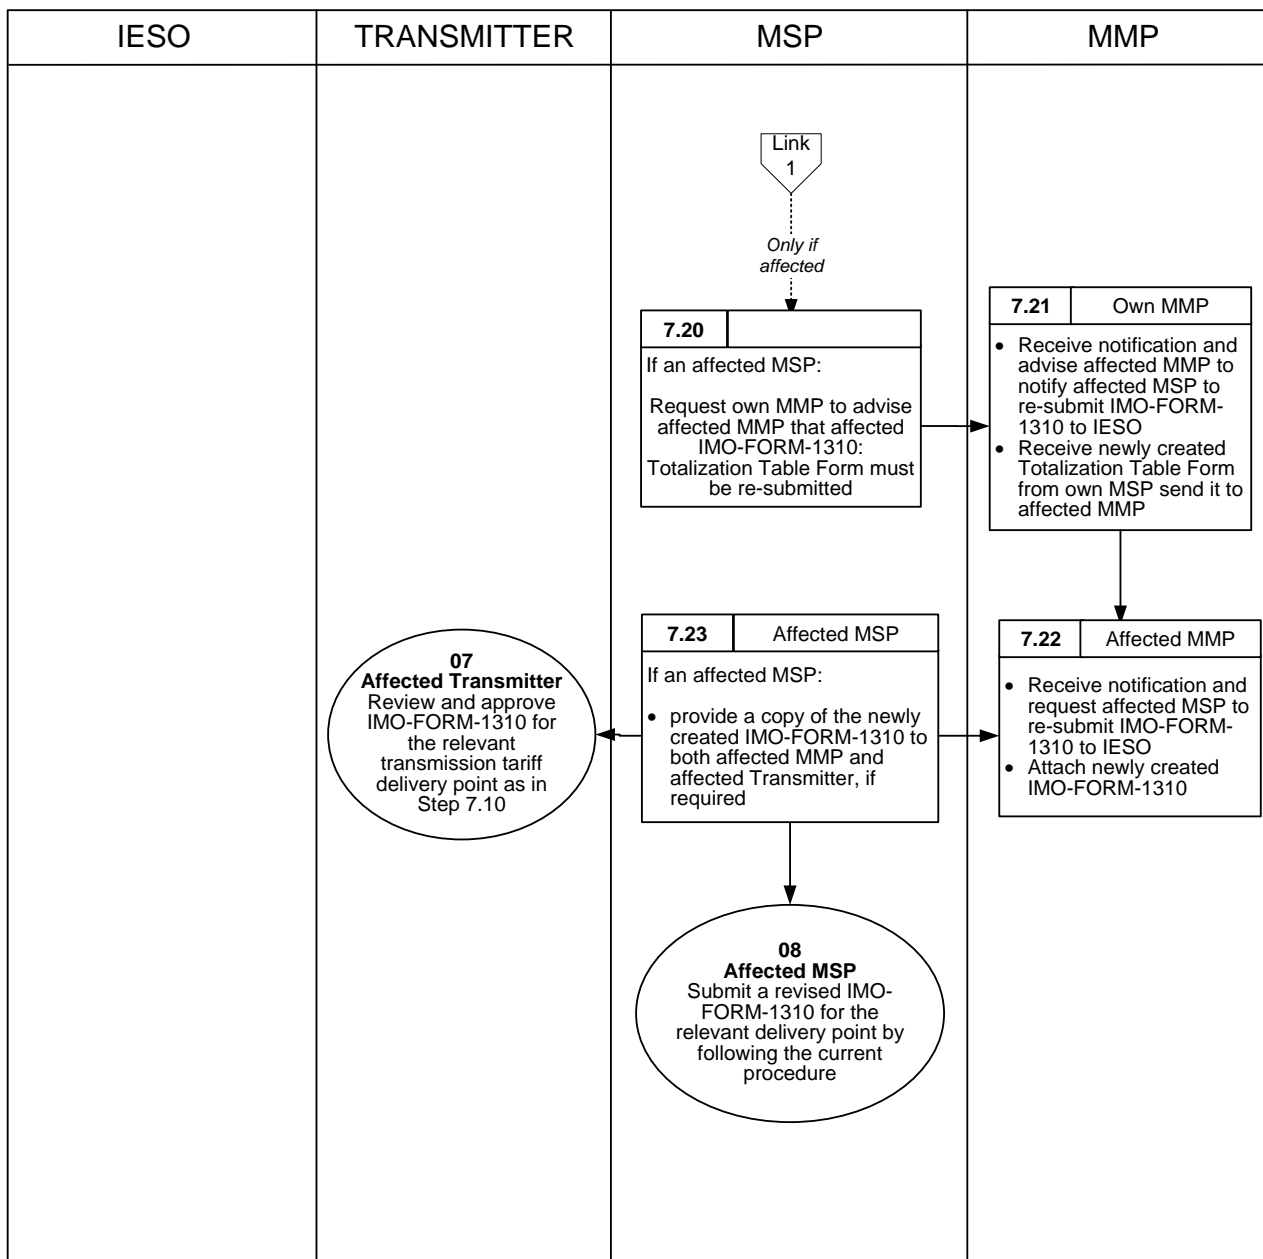 IESO
TRANSMITTER
MSP
MMP
Link
1
Only if
affected
7.20
If an affected MSP:
Request own MMP to advise
affected MMP that affected
IMO-FORM-1310:
Totalization Table Form must
be re-submitted
7.21
Own MMP
• Receive notification and
advise affected MMP to
notify affected MSP to
re-submit IMO-FORM-
1310 to IESO
• Receive newly created
Totalization Table Form
from own MSP send it to
affected MMP
07
Affected Transmitter
Review and approve
IMO-FORM-1310 for
the relevant
transmission tariff
delivery point as in
Step 7.10
7.23
Affected MSP
If an affected MSP:
• provide a copy of the newly
created IMO-FORM-1310 to
both affected MMP and
affected Transmitter, if
required
7.22
Affected MMP
• Receive notification and
request affected MSP to
re-submit IMO-FORM-
1310 to IESO
• Attach newly created
IMO-FORM-1310
08
Affected MSP
Submit a revised IMO-
FORM-1310 for the
relevant delivery point by
following the current
procedure